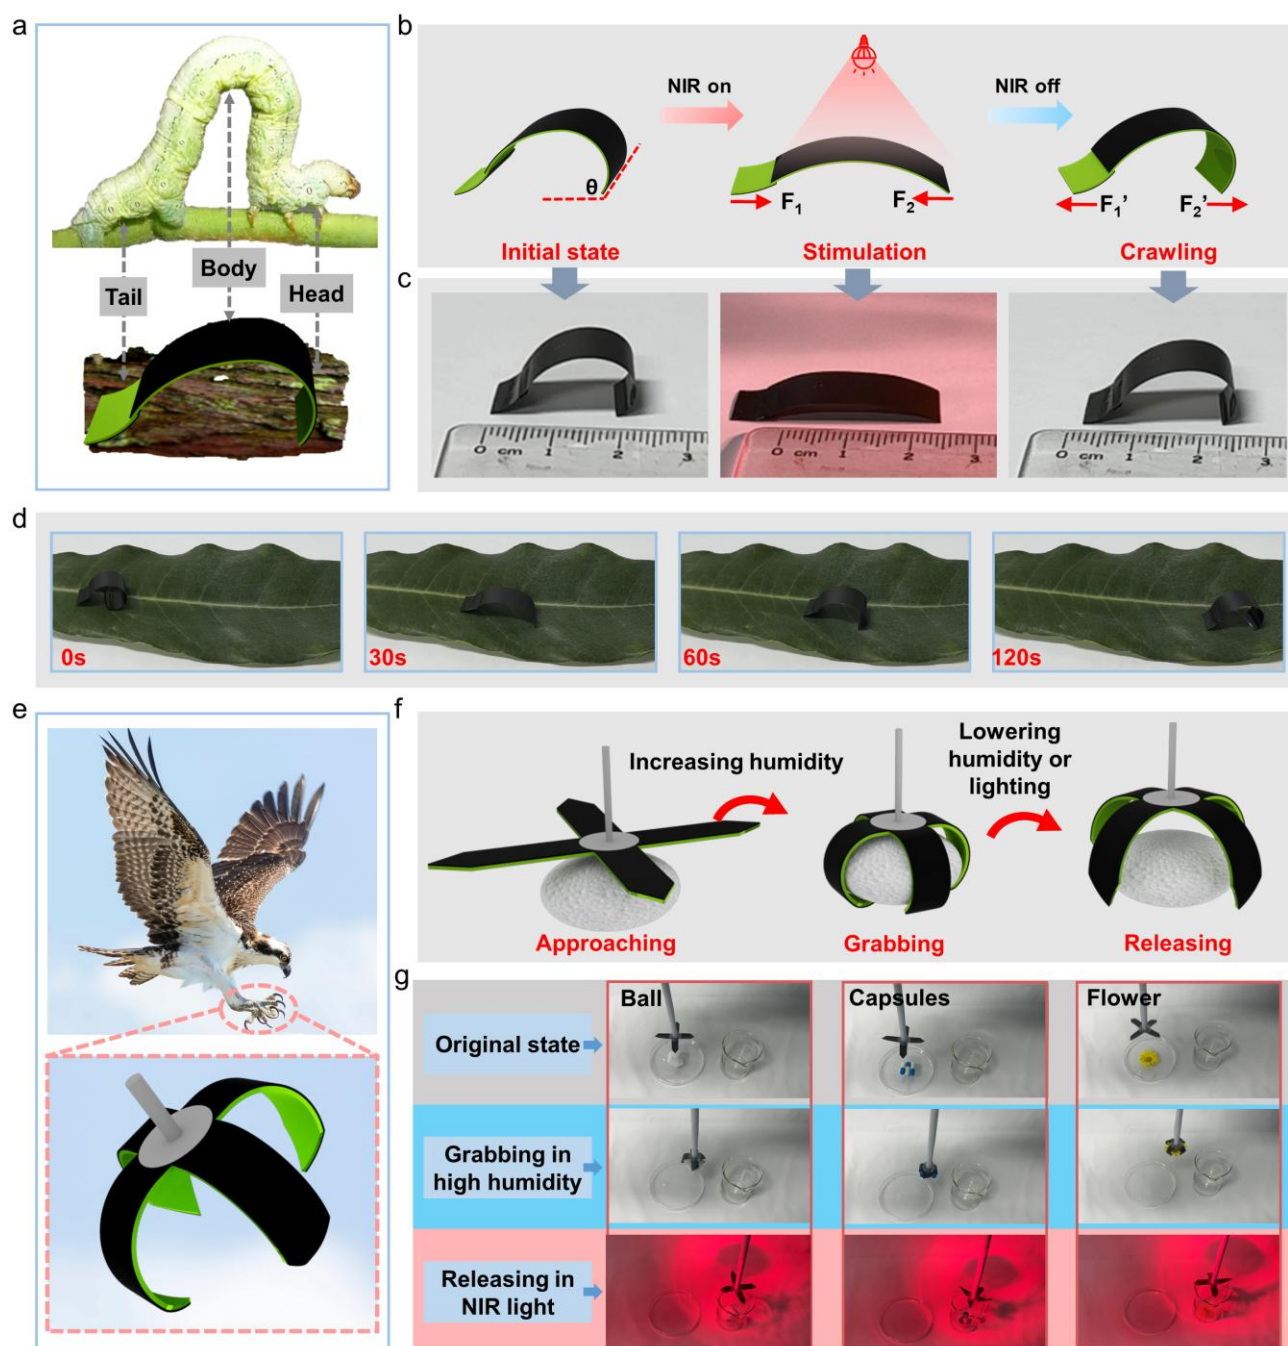 a
Tail
Body
Head
b
NIR on
NIR off
θ
F1
F2
F1’
F2’
Initial state
Stimulation
Crawling
c
0 cm 1 2 3
0 cm 1 2 3
0 cm 1 2 3
d
0s
30s
60s
120s
e
f
Increasing humidity
Lowering
humidity or
lighting
Approaching
Grabbing
Releasing
g
Ball
Capsules
Flower
Original state
Grabbing in
high humidity
Releasing in
NIR light